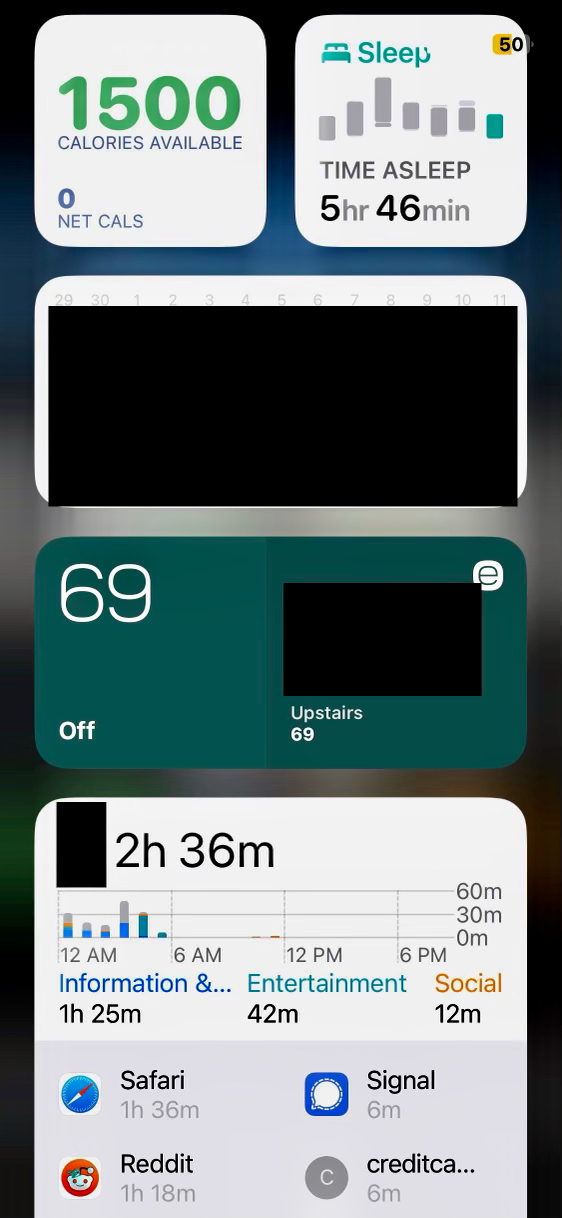 1500
CALORIES AVAILABLE
0
NET CALS
Sleep
50
TIME ASLEEP
5hr 46min
29 30 1 2 3 4 5 6 7 8 9 10 11
69
e
Off
Upstairs
69
2h 36m
60m
30m
0m
12 AM 6 AM 12 PM 6 PM
Information &... Entertainment Social
1h 25m 42m 12m
Safari
1h 36m
Signal
6m
Reddit
1h 18m
C
creditca...
6m